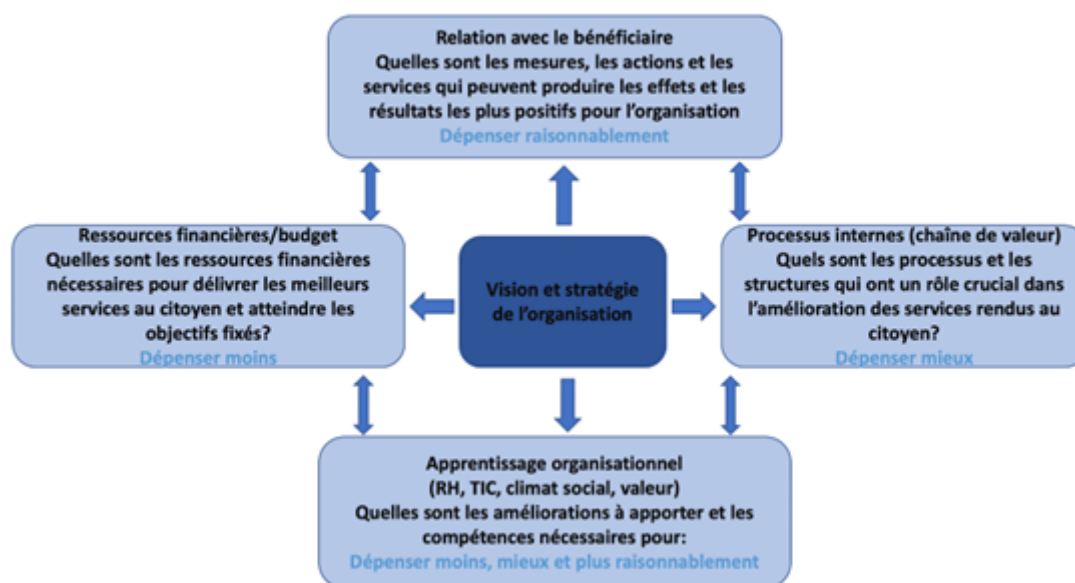 Relation avec le bénéficiaire
Quelles sont les mesures, les actions et les
services qui peuvent produire les effets et les
résultats les plus positifs pour l’organisation
Dépenser raisonnablement
Ressources financières/budget
Quelles sont les ressources financières
nécessaires pour délivrer les meilleurs
services au citoyen et atteindre les
objectifs fixés?
Dépenser moins
Vision et stratégie
de l’organisation
Processus internes (chaîne de valeur)
Quels sont les processus et les
structures qui ont un rôle crucial dans
l’amélioration des services rendus au
citoyen?
Dépenser mieux
Apprentissage organisationnel
(RH, TIC, climat social, valeur)
Quelles sont les améliorations à apporter et les
compétences nécessaires pour:
Dépenser moins, mieux et plus raisonnablement